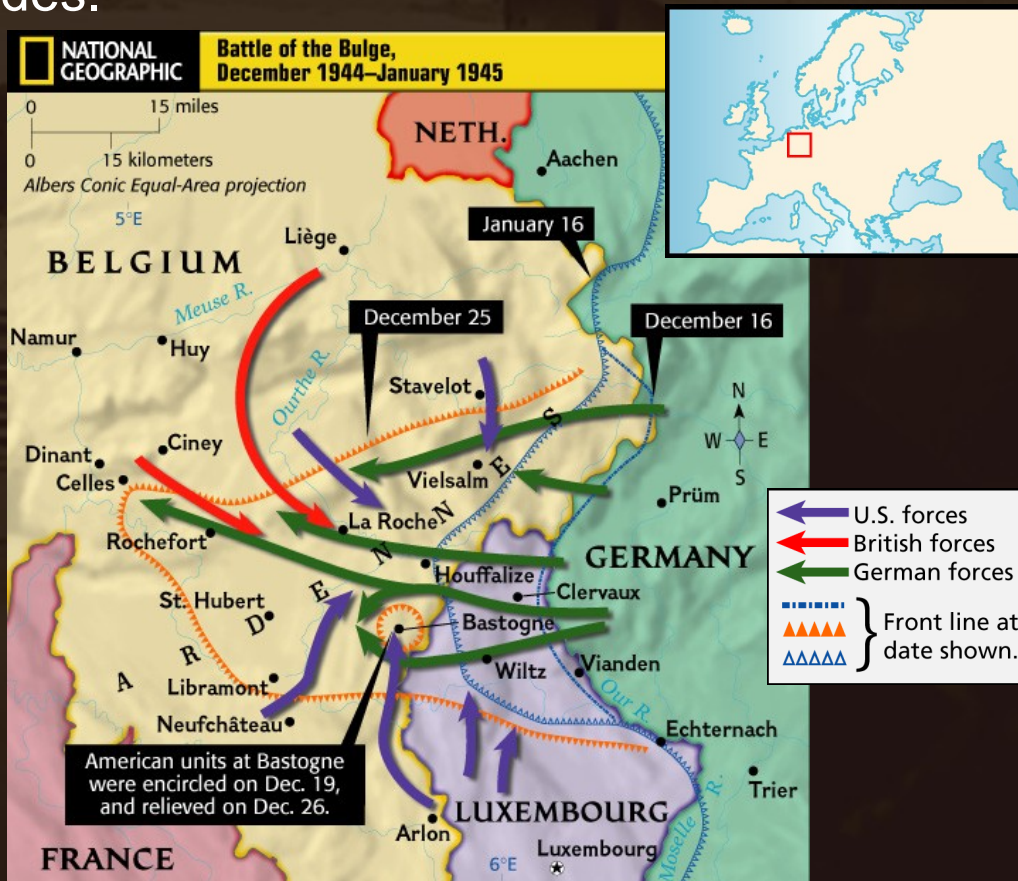 des.
NATIONAL
GEOGRAPHIC
Battle of the Bulge,
December 1944–January 1945
0 15 miles
0 15 kilometers
Albers Conic Equal-Area projection
5°E
NETH.
Aachen
January 16
Liège
BELGIUM
Meuse R.
December 25
December 16
Namur
Huy
Ourthe R.
Stavelot
N
W E
S
Ciney
Dinant
Celles
Vielsalm
Prüm
La Roche
Rochefort
GERMANY
Houffalize
Clervaux
St. Hubert
ARDENNES
Bastogne
Wiltz
Vianden
Libramont
Our R.
Neufchâteau
Echternach
American units at Bastogne
were encircled on Dec. 19,
and relieved on Dec. 26.
Trier
LUXEMBOURG
Arlon
Moselle R.
FRANCE
6°E
Luxembourg
U.S. forces
British forces
German forces
Front line at
date shown.